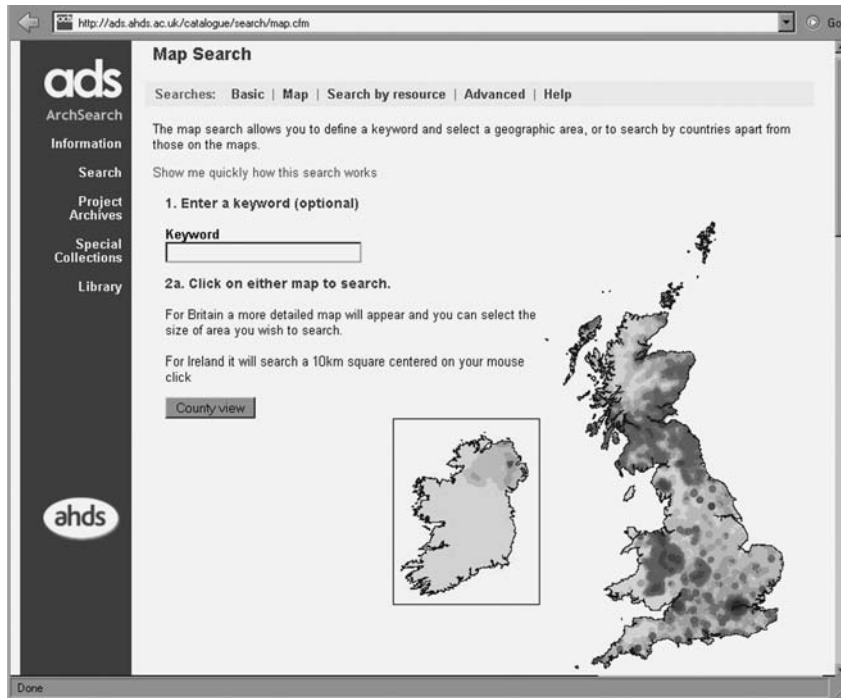 http://ads.ahds.ac.uk/catalogue/search/map.cfm
Go
ads
ArchSearch
Information
Search
Project
Archives
Special
Collections
Library
ahds
Map Search
Searches: Basic | Map | Search by resource | Advanced | Help
The map search allows you to define a keyword and select a geographic area, or to search by countries apart from
those on the maps.
Show me quickly how this search works
1. Enter a keyword (optional)
Keyword
2a. Click on either map to search.
For Britain a more detailed map will appear and you can select the
size of area you wish to search.
For Ireland it will search a 10km square centered on your mouse
click
County view
Done